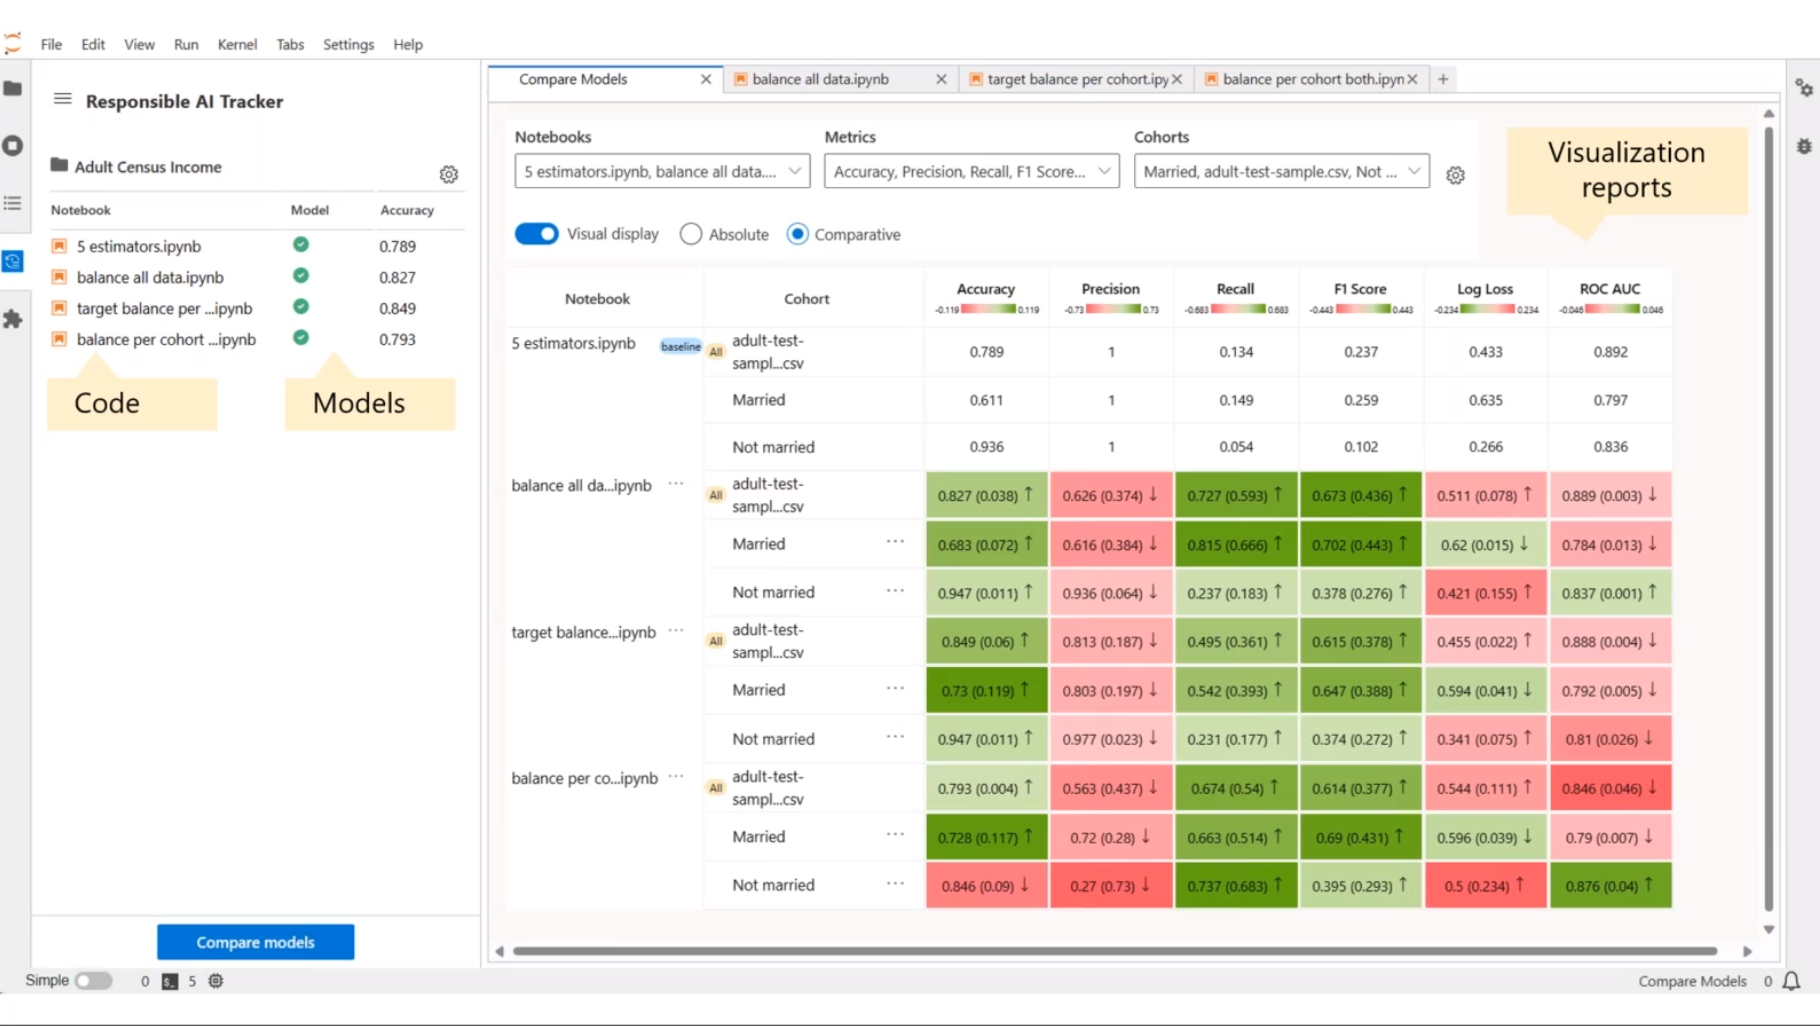 File Edit View Run Kernel Tabs Settings Help
Responsible AI Tracker
Adult Census Income
Notebook Model Accuracy
5 estimators.ipynb 0.789
balance all data.ipynb 0.827
target balance per ...ipynb 0.849
balance per cohort ...ipynb 0.793
Code
Models
Compare models
Compare Models balance all data.ipynb target balance per cohort.ipy balance per cohort both.ipyn
Notebooks Metrics Cohorts
5 estimators.ipynb, balance all data.... Accuracy, Precision, Recall, F1 Score... Married, adult-test-sample.csv, Not ...
Visualization
reports
Visual display Absolute Comparative
Notebook Cohort Accuracy Precision Recall F1 Score Log Loss ROC AUC
-0.119 0.119 -0.73 0.73 -0.683 0.683 -0.443 0.443 -0.234 0.234 -0.046 0.046
5 estimators.ipynb baseline All adult-test-
sampl...csv 0.789 1 0.134 0.237 0.433 0.892
Married 0.611 1 0.149 0.259 0.635 0.797
Not married 0.936 1 0.054 0.102 0.266 0.836
balance all da...ipynb ... All adult-test-
sampl...csv 0.827 (0.038) ↑ 0.626 (0.374) ↓ 0.727 (0.593) ↑ 0.673 (0.436) ↑ 0.511 (0.078) ↑ 0.889 (0.003) ↓
Married ... 0.683 (0.072) ↑ 0.616 (0.384) ↓ 0.815 (0.666) ↑ 0.702 (0.443) ↑ 0.62 (0.015) ↓ 0.784 (0.013) ↓
Not married ... 0.947 (0.011) ↑ 0.936 (0.064) ↓ 0.237 (0.183) ↑ 0.378 (0.276) ↑ 0.421 (0.155) ↑ 0.837 (0.001) ↑
target balance...ipynb ... All adult-test-
sampl...csv 0.849 (0.06) ↑ 0.813 (0.187) ↓ 0.495 (0.361) ↑ 0.615 (0.378) ↑ 0.455 (0.022) ↑ 0.888 (0.004) ↓
Married ... 0.73 (0.119) ↑ 0.803 (0.197) ↓ 0.542 (0.393) ↑ 0.647 (0.388) ↑ 0.594 (0.041) ↓ 0.792 (0.005) ↓
Not married ... 0.947 (0.011) ↑ 0.977 (0.023) ↓ 0.231 (0.177) ↑ 0.374 (0.272) ↑ 0.341 (0.075) ↑ 0.81 (0.026) ↓
balance per co...ipynb ... All adult-test-
sampl...csv 0.793 (0.004) ↑ 0.563 (0.437) ↓ 0.674 (0.54) ↑ 0.614 (0.377) ↑ 0.544 (0.111) ↑ 0.846 (0.046) ↓
Married ... 0.728 (0.117) ↑ 0.72 (0.28) ↓ 0.663 (0.514) ↑ 0.69 (0.431) ↑ 0.596 (0.039) ↓ 0.79 (0.007) ↓
Not married ... 0.846 (0.09) ↓ 0.27 (0.73) ↓ 0.737 (0.683) ↑ 0.395 (0.293) ↑ 0.5 (0.234) ↑ 0.876 (0.04) ↑
Simple 0 $_ 5 Compare Models 0